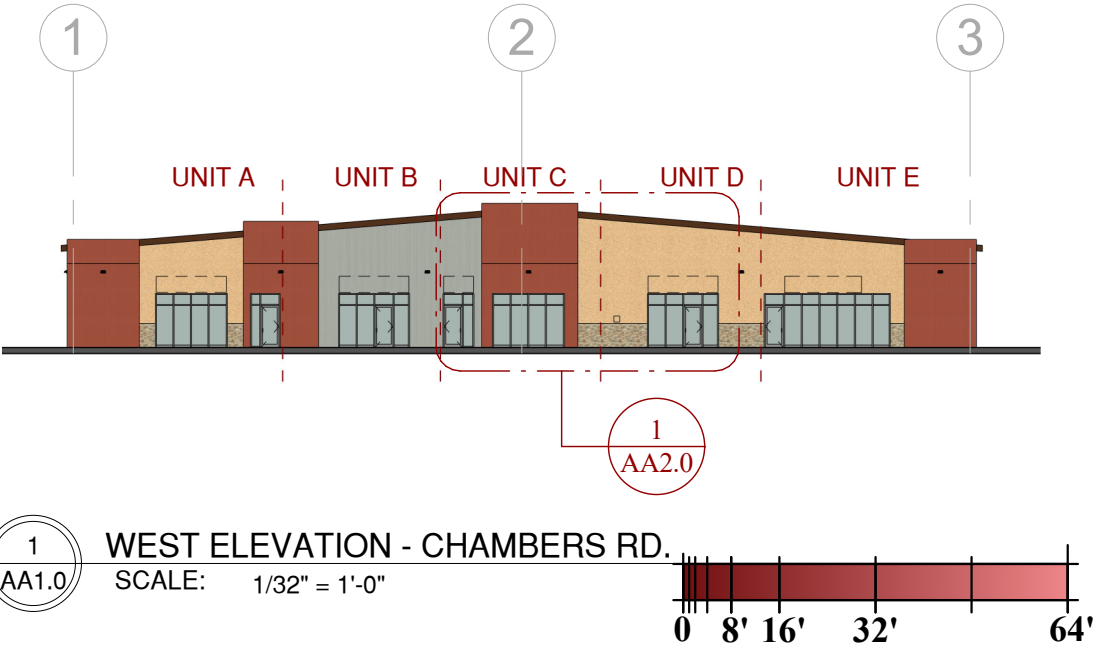 1 2 3
UNIT A UNIT B UNIT C UNIT D UNIT E
1
AA2.0
1
AA1.0
WEST ELEVATION - CHAMBERS RD.
SCALE: 1/32" = 1'-0"
0 8' 16' 32' 64'